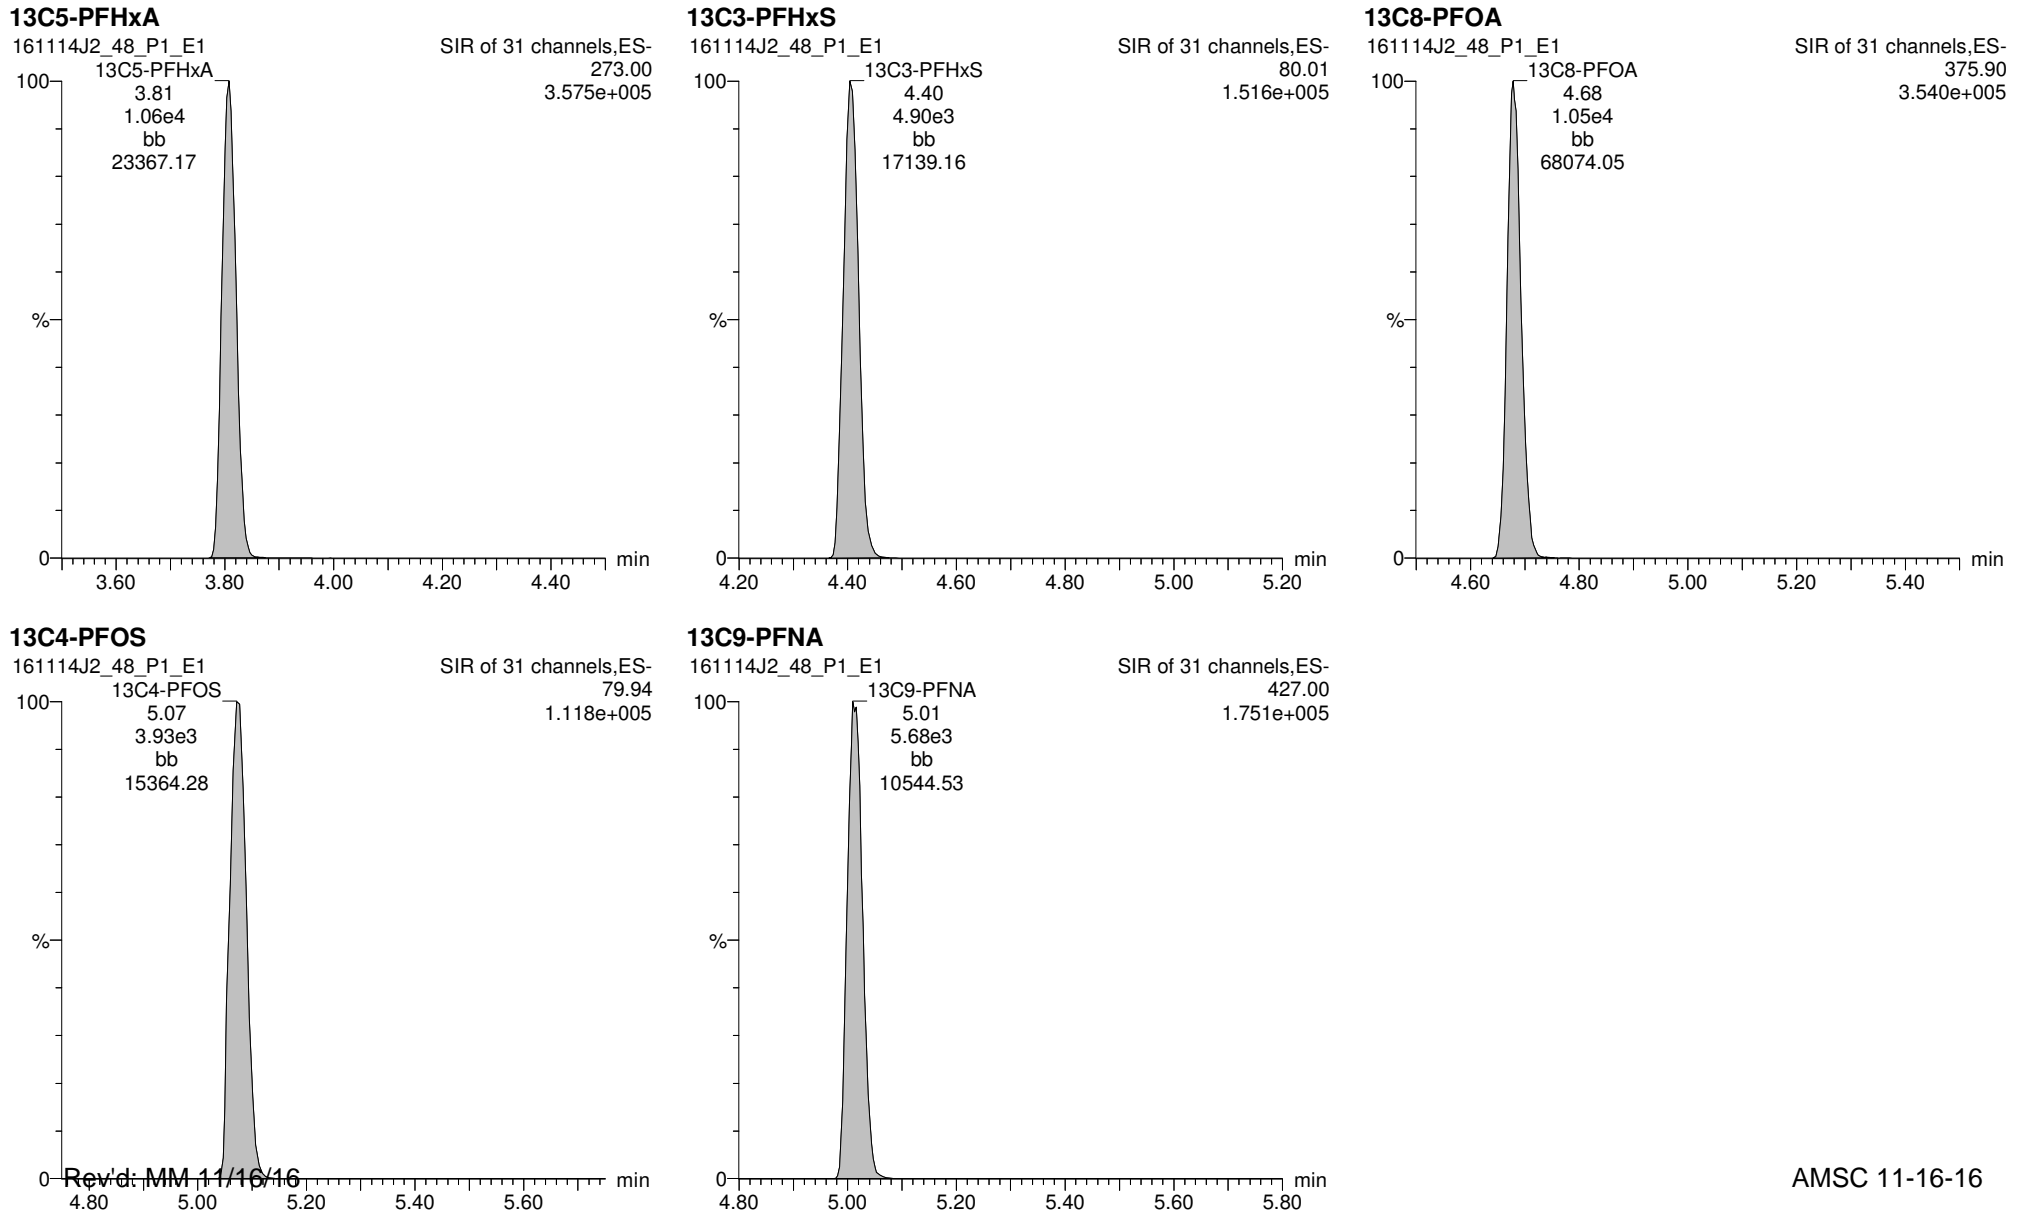 13C5-PFHxA
161114J2_48_P1_E1
SIR of 31 channels,ES-
273.00
3.575e+005
13C5-PFHxA
3.81
1.06e4
bb
23367.17
100
%
0
min
3.60 3.80 4.00 4.20 4.40
13C3-PFHxS
161114J2_48_P1_E1
SIR of 31 channels,ES-
80.01
1.516e+005
13C3-PFHxS
4.40
4.90e3
bb
17139.16
100
%
0
min
4.20 4.40 4.60 4.80 5.00 5.20
13C8-PFOA
161114J2_48_P1_E1
SIR of 31 channels,ES-
375.90
3.540e+005
13C8-PFOA
4.68
1.05e4
bb
68074.05
100
%
0
min
4.60 4.80 5.00 5.20 5.40
13C4-PFOS
161114J2_48_P1_E1
SIR of 31 channels,ES-
79.94
1.118e+005
13C4-PFOS
5.07
3.93e3
bb
15364.28
100
%
0
min
4.80 5.00 5.20 5.40 5.60
13C9-PFNA
161114J2_48_P1_E1
SIR of 31 channels,ES-
427.00
1.751e+005
13C9-PFNA
5.01
5.68e3
bb
10544.53
100
%
0
min
4.80 5.00 5.20 5.40 5.60 5.80
Rev'd: MM 11/16/16
AMSC 11-16-16